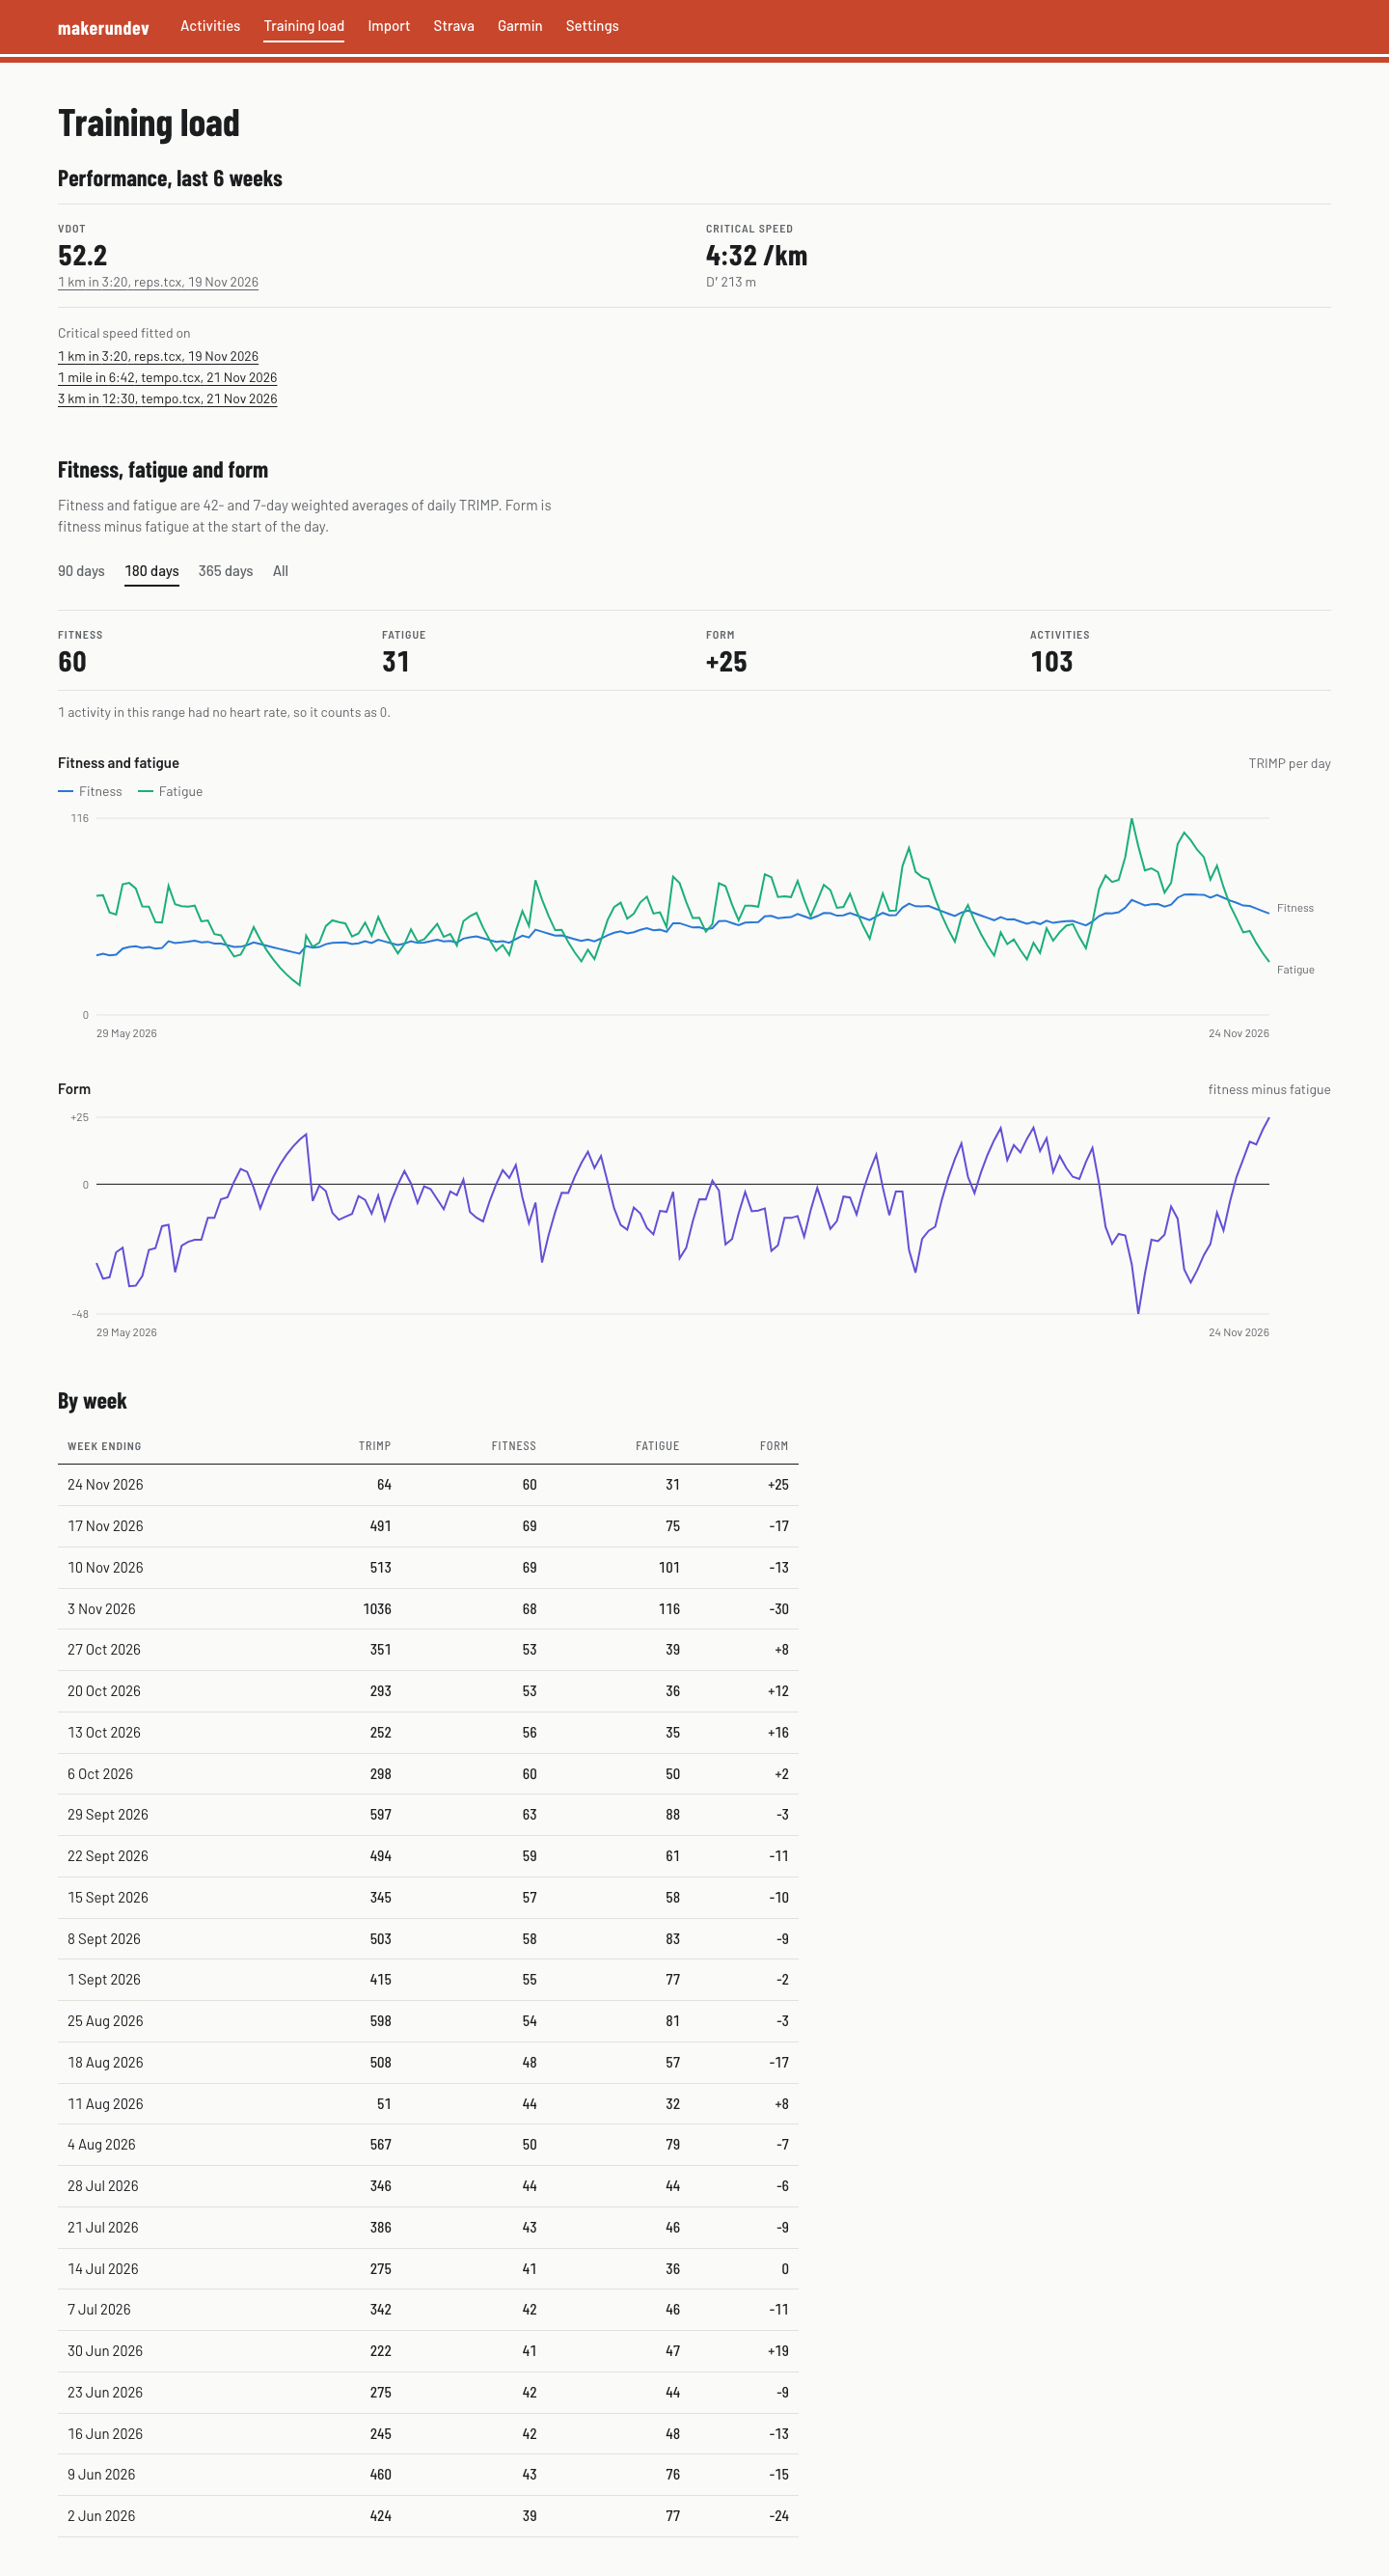 makerundev Activities Training load Import Strava Garmin Settings
Training load
Performance, last 6 weeks
VDOT CRITICAL SPEED
52.2 4:32 /km
1 km in 3:20, reps.tcx, 19 Nov 2026 D′ 213 m
Critical speed fitted on
1 km in 3:20, reps.tcx, 19 Nov 2026
1 mile in 6:42, tempo.tcx, 21 Nov 2026
3 km in 12:30, tempo.tcx, 21 Nov 2026
Fitness, fatigue and form
Fitness and fatigue are 42- and 7-day weighted averages of daily TRIMP. Form is
fitness minus fatigue at the start of the day.
90 days 180 days 365 days All
FITNESS FATIGUE FORM ACTIVITIES
60 31 +25 103
1 activity in this range had no heart rate, so it counts as 0.
Fitness and fatigue TRIMP per day
Fitness Fatigue
116
Fitness
Fatigue
0
29 May 2026 24 Nov 2026
Form fitness minus fatigue
+25
0
-48
29 May 2026 24 Nov 2026
By week
WEEK ENDING TRIMP FITNESS FATIGUE FORM
24 Nov 2026 64 60 31 +25
17 Nov 2026 491 69 75 -17
10 Nov 2026 513 69 101 -13
3 Nov 2026 1036 68 116 -30
27 Oct 2026 351 53 39 +8
20 Oct 2026 293 53 36 +12
13 Oct 2026 252 56 35 +16
6 Oct 2026 298 60 50 +2
29 Sept 2026 597 63 88 -3
22 Sept 2026 494 59 61 -11
15 Sept 2026 345 57 58 -10
8 Sept 2026 503 58 83 -9
1 Sept 2026 415 55 77 -2
25 Aug 2026 598 54 81 -3
18 Aug 2026 508 48 57 -17
11 Aug 2026 51 44 32 +8
4 Aug 2026 567 50 79 -7
28 Jul 2026 346 44 44 -6
21 Jul 2026 386 43 46 -9
14 Jul 2026 275 41 36 0
7 Jul 2026 342 42 46 -11
30 Jun 2026 222 41 47 +19
23 Jun 2026 275 42 44 -9
16 Jun 2026 245 42 48 -13
9 Jun 2026 460 43 76 -15
2 Jun 2026 424 39 77 -24